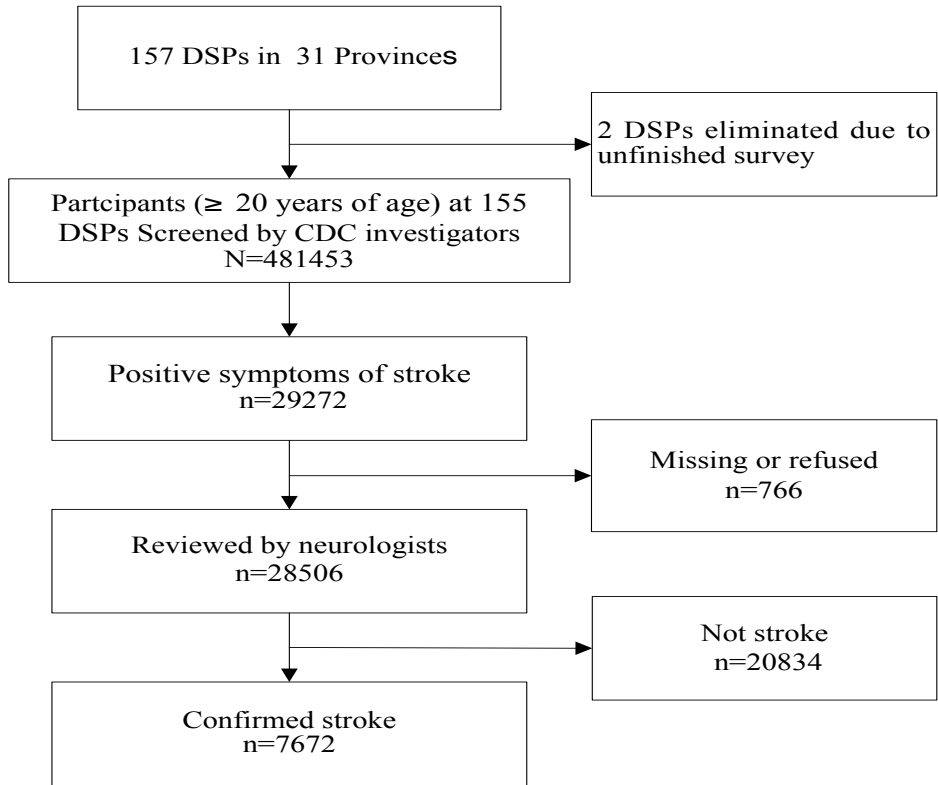 157 DSPs in 31 Provinces
2 DSPs eliminated due to
unfinished survey
Partcipants (≥ 20 years of age) at 155
DSPs Screened by CDC investigators
N=481453
Positive symptoms of stroke
n=29272
Missing or refused
n=766
Reviewed by neurologists
n=28506
Not stroke
n=20834
Confirmed stroke
n=7672